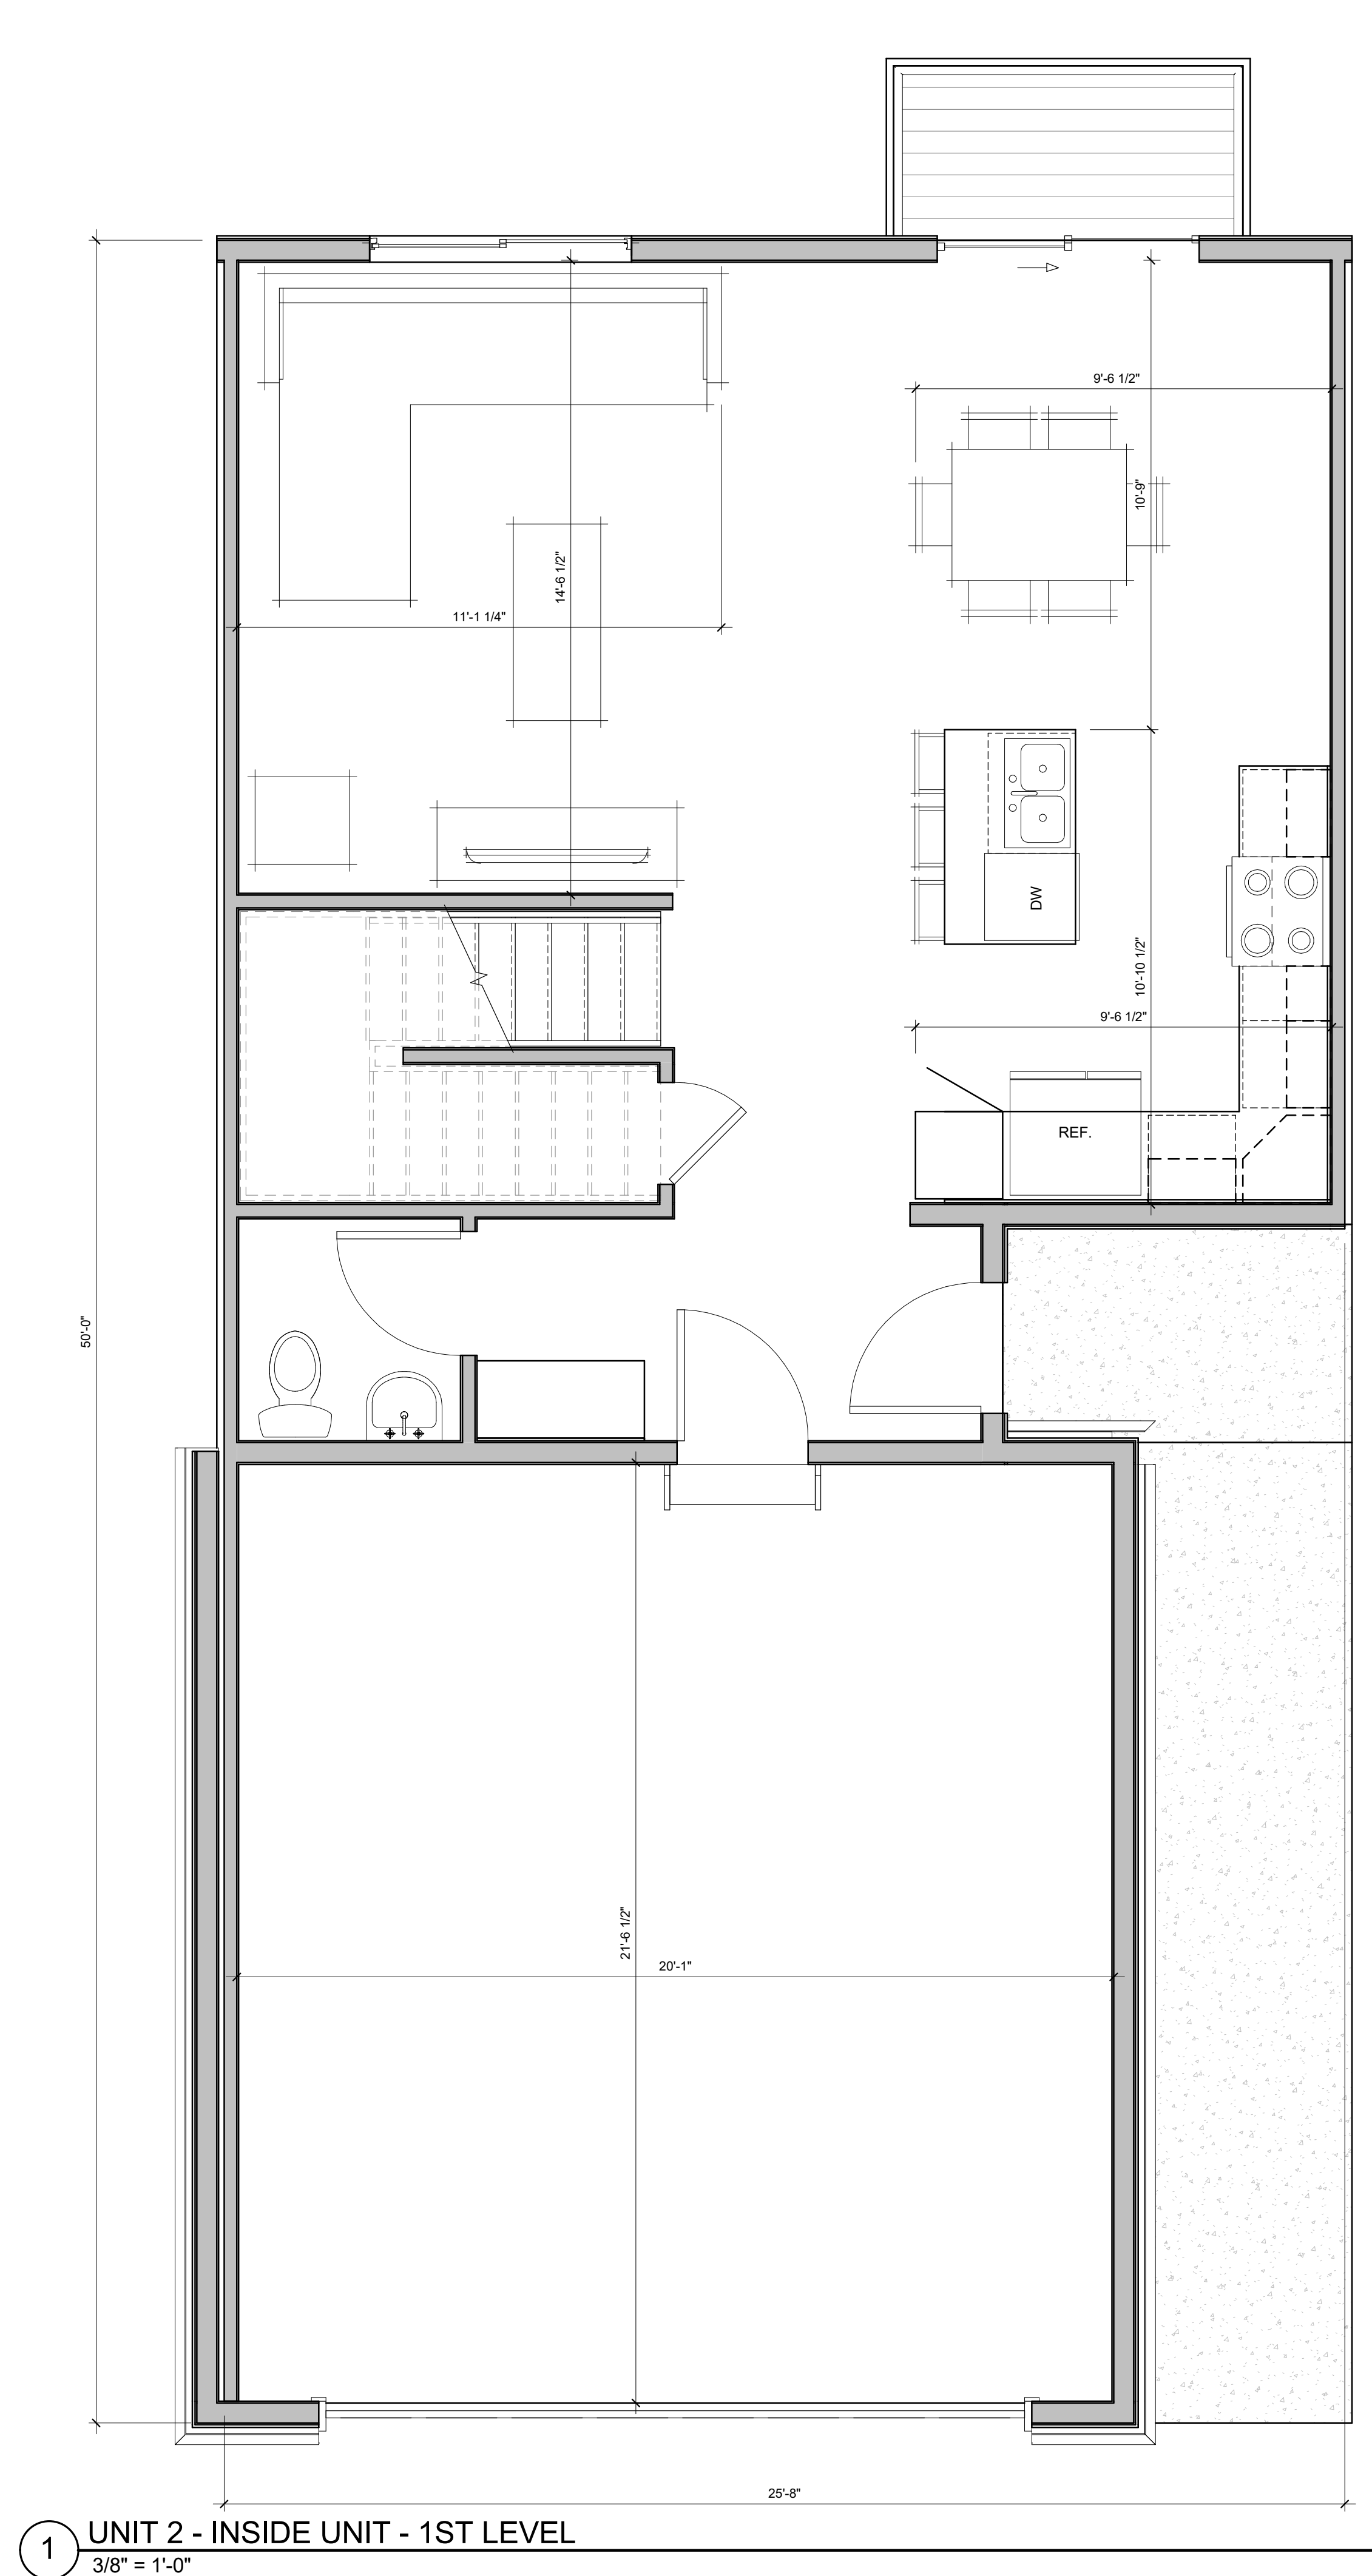 9'-6 1/2"
10'-9"
14'-6 1/2"
11'-1 1/4"
DW
10'-10 1/2"
9'-6 1/2"
REF.
50'-0"
21'-6 1/2"
20'-1"
25'-8"
1
UNIT 2 - INSIDE UNIT - 1ST LEVEL
3/8" = 1'-0"